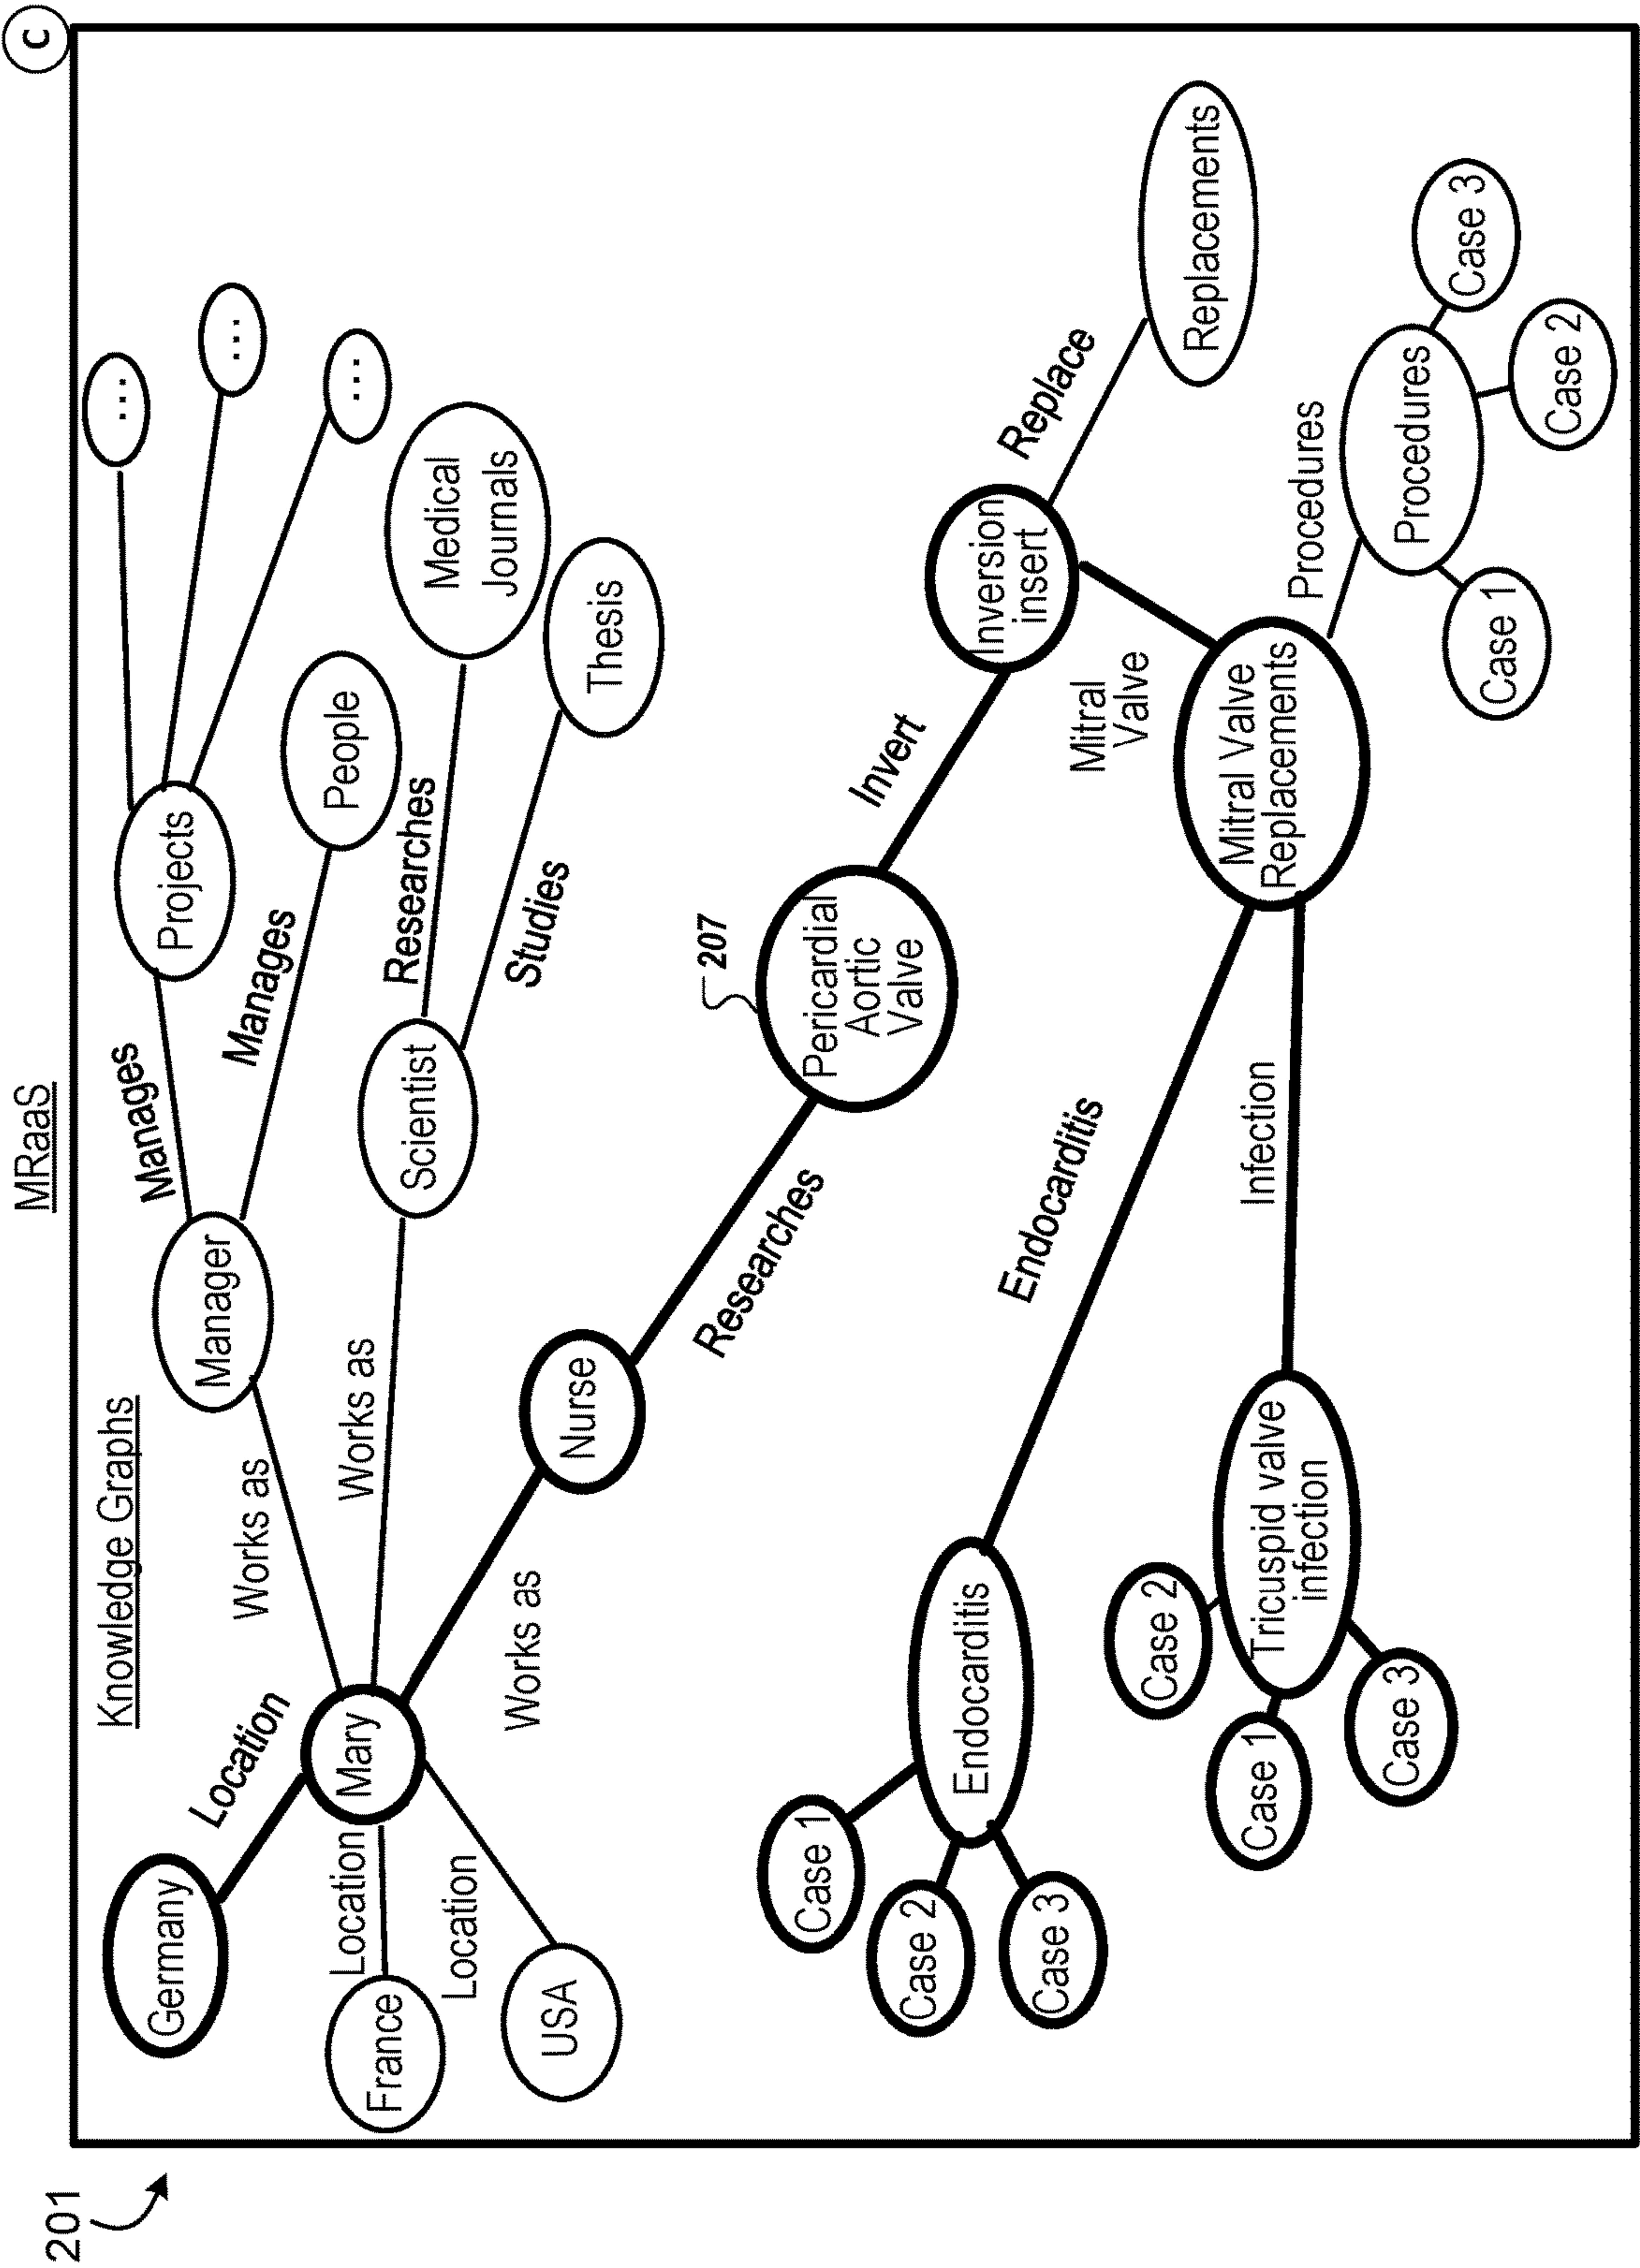 201
MRaaS
C
Knowledge Graphs
Germany
Location
France
Location
USA
Location
Mary
Works as
Manager
Manages
Projects
...
...
...
Manages
People
Works as
Scientist
Researches
Medical
Journals
Studies
Thesis
Works as
Nurse
Researches
207
Pericardial
Aortic
Valve
Invert
Inversion
insert
Replace
Replacements
Mitral
Valve
Mitral Valve
Replacements
Procedures
Procedures
Case 1
Case 2
Case 3
Endocarditis
Endocarditis
Case 1
Case 2
Case 3
Infection
Tricuspid valve
infection
Case 2
Case 1
Case 3